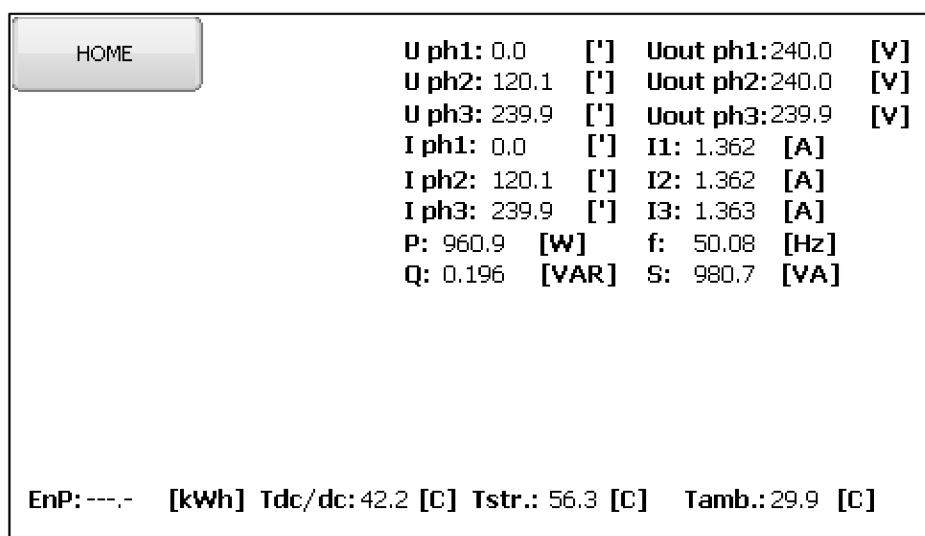 HOME
U ph1: 0.0 ['] Uout ph1:240.0 [V]
U ph2: 120.1 ['] Uout ph2:240.0 [V]
U ph3: 239.9 ['] Uout ph3:239.9 [V]
I ph1: 0.0 ['] I1: 1.362 [A]
I ph2: 120.1 ['] I2: 1.362 [A]
I ph3: 239.9 ['] I3: 1.363 [A]
P: 960.9 [W] f: 50.08 [Hz]
Q: 0.196 [VAR] S: 980.7 [VA]
EnP: ---.- [kWh] Tdc/dc: 42.2 [C] Tstr.: 56.3 [C] Tamb.: 29.9 [C]